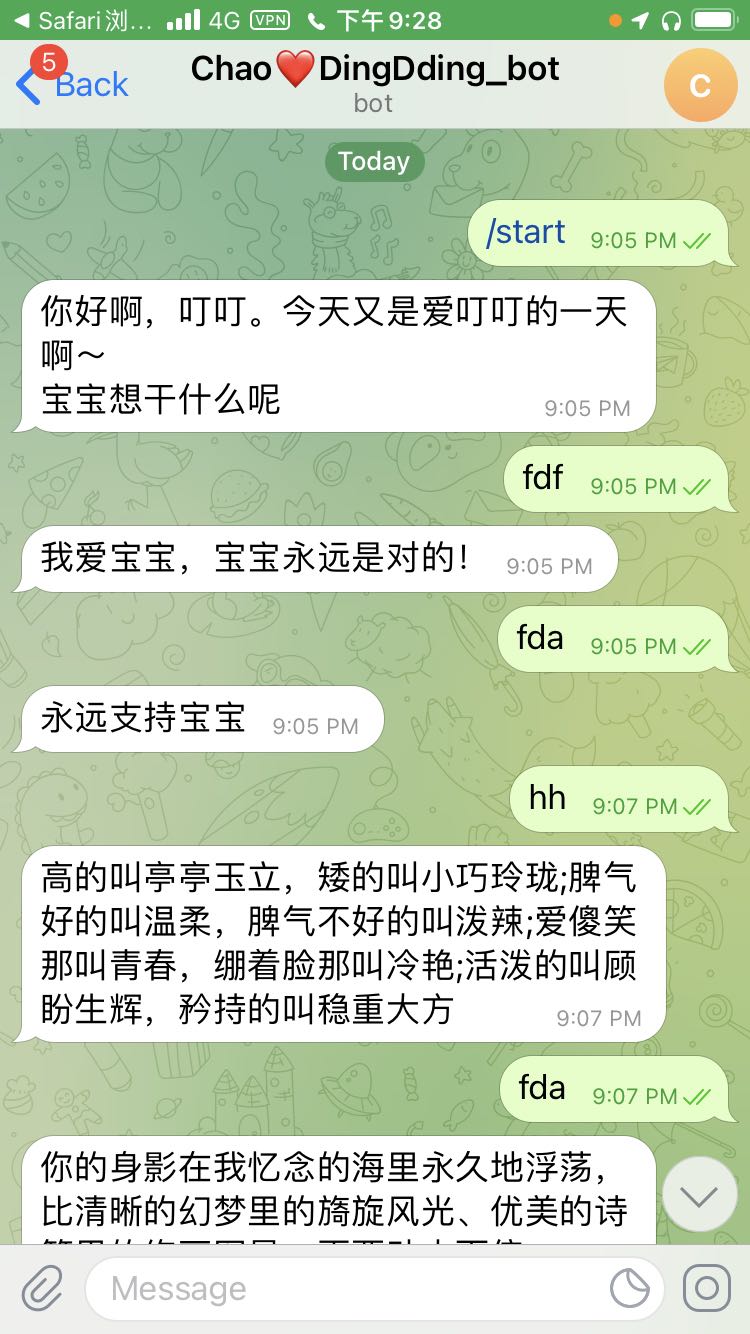 Safari浏… 4G VPN 下午9:28
5
Back
Chao❤️DingDding_bot
bot
C
Today
/start 9:05 PM
你好啊，叮叮。今天又是爱叮叮的一天
啊～
宝宝想干什么呢 9:05 PM
fdf 9:05 PM
我爱宝宝，宝宝永远是对的！ 9:05 PM
fda 9:05 PM
永远支持宝宝 9:05 PM
hh 9:07 PM
高的叫亭亭玉立，矮的叫小巧玲珑;脾气
好的叫温柔，脾气不好的叫泼辣;爱傻笑
那叫青春，绷着脸那叫冷艳;活泼的叫顾
盼生辉，矜持的叫稳重大方 9:07 PM
fda 9:07 PM
你的身影在我忆念的海里永久地浮荡，
比清晰的幻梦里的旖旋风光、优美的诗
Message